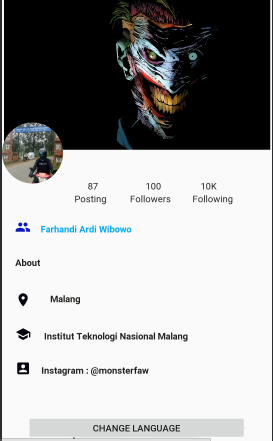 87 100 10K
Posting Followers Following
Farhandi Ardi Wibowo
About
Malang
Institut Teknologi Nasional Malang
Instagram : @monsterfaw
CHANGE LANGUAGE